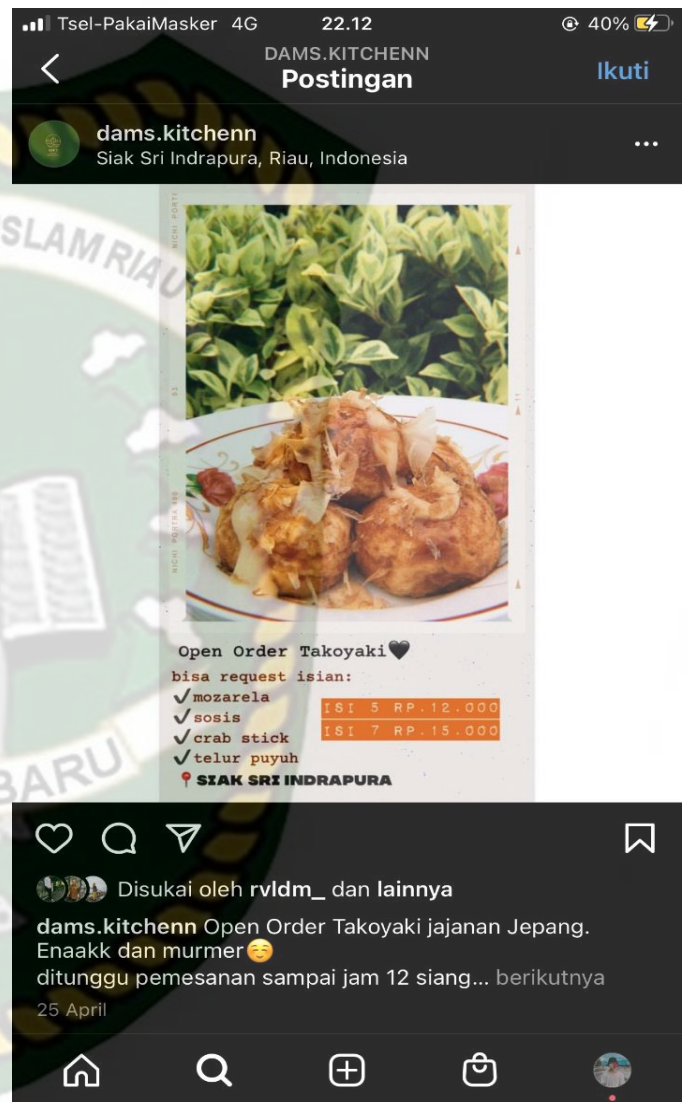 Tsel-PakaiMasker 4G 22.12 40%
DAMS.KITCHENN
Postingan
Ikuti
dams.kitchenn
Siak Sri Indrapura, Riau, Indonesia
ISLAM RIAU
Open Order Takoyaki🖤
bisa request isian:
✓mozarela
✓sosis
✓crab stick
✓telur puyuh
ISI 5 RP.12.000
ISI 7 RP.15.000
📍SIAK SRI INDRAPURA
BARU
Disukai oleh rvldm_ dan lainnya
dams.kitchenn Open Order Takoyaki jajanan Jepang.
Enaakk dan murmer☺️
ditunggu pemesanan sampai jam 12 siang... berikutnya
25 April